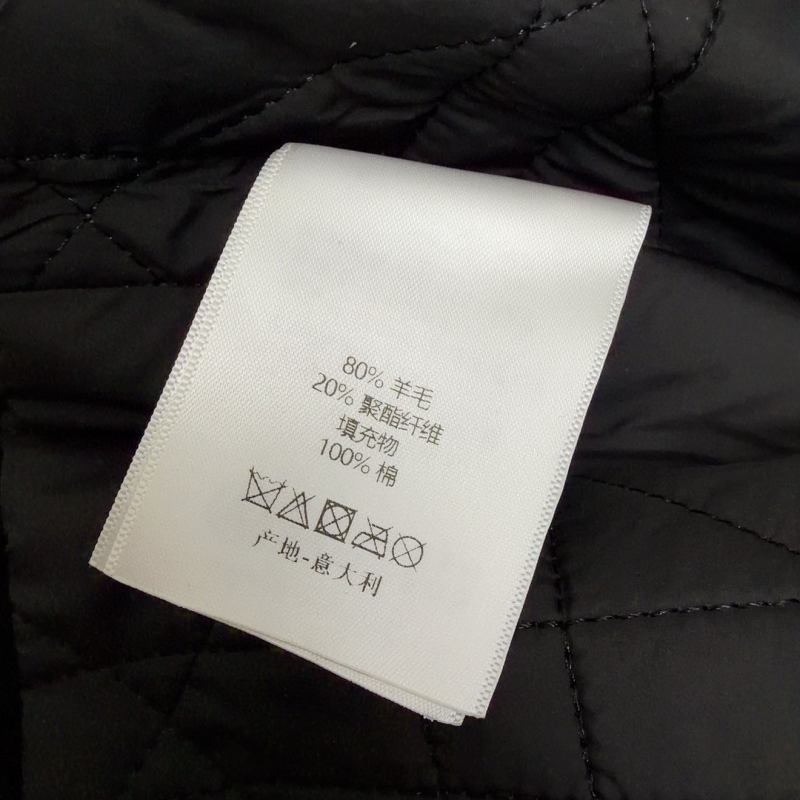 80% 羊毛
20% 聚酯纤维
填充物
100% 棉
产地-意大利